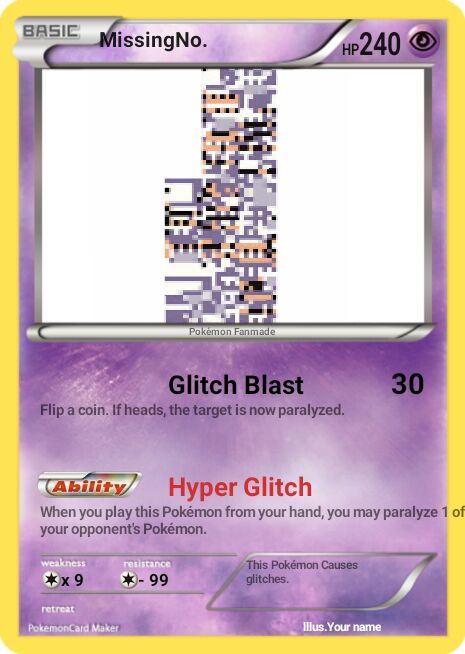 BASIC
MissingNo.
HP 240
Pokémon Fanmade
Glitch Blast 30
Flip a coin. If heads, the target is now paralyzed.
Ability Hyper Glitch
When you play this Pokémon from your hand, you may paralyze 1 of
your opponent's Pokémon.
weakness resistance
x 9 - 99
This Pokémon Causes
glitches.
retreat
PokemonCard Maker
Illus.Your name